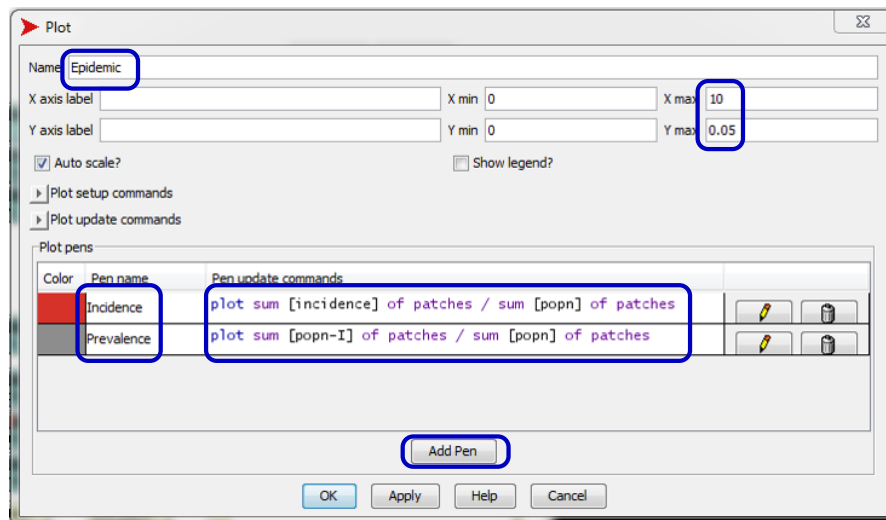 Plot
Name Epidemic
X axis label X min 0 X max 10
Y axis label Y min 0 Y max 0.05
Auto scale? Show legend?
Plot setup commands
Plot update commands
Plot pens
Color Pen name Pen update commands
Incidence plot sum [incidence] of patches / sum [popn] of patches
Prevalence plot sum [popn-I] of patches / sum [popn] of patches
Add Pen
OK Apply Help Cancel